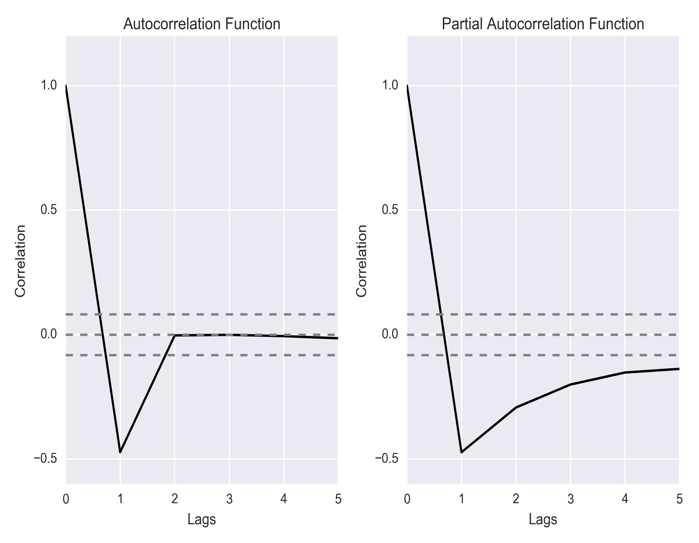 Autocorrelation Function
Correlation
1.0
0.5
0.0
−0.5
0 1 2 3 4 5
Lags
Partial Autocorrelation Function
Correlation
1.0
0.5
0.0
−0.5
0 1 2 3 4 5
Lags